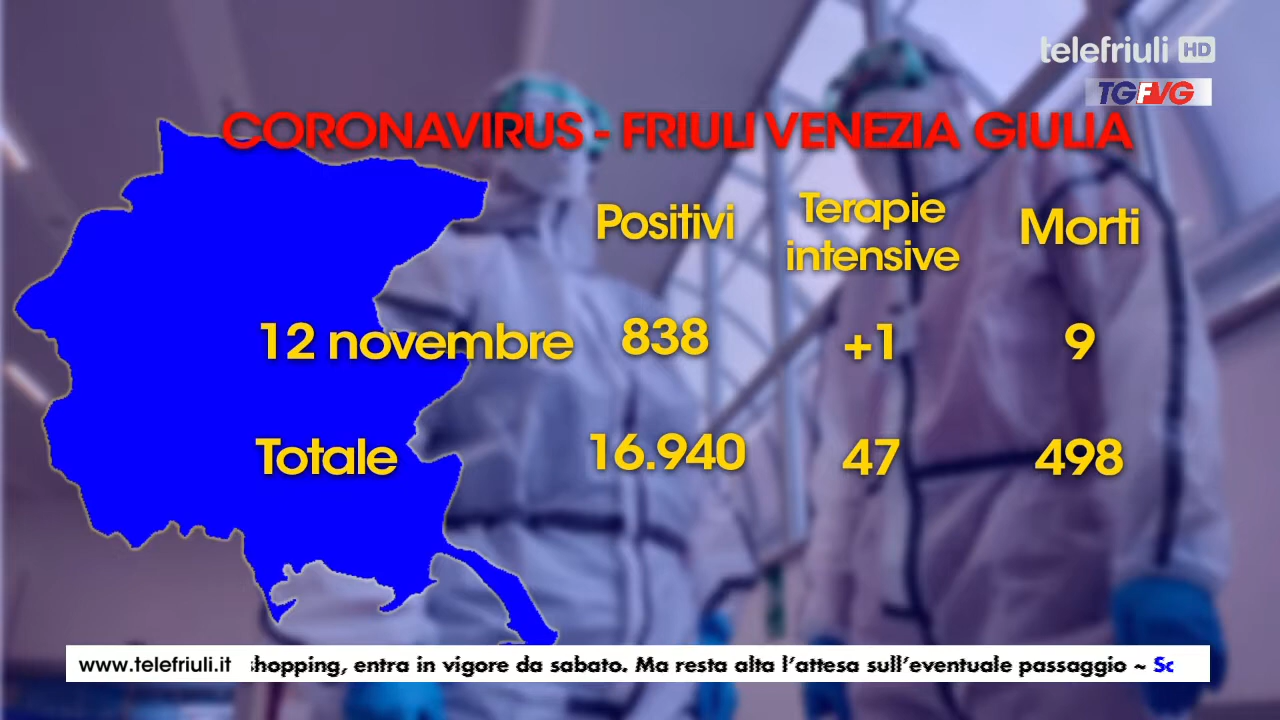 telefriuli HD
TGFVG
CORONAVIRUS - FRIULI VENEZIA GIULIA
Positivi
Terapie
intensive
Morti
12 novembre 838 +1 9
Totale 16.940 47 498
www.telefriuli.it hopping, entra in vigore da sabato. Ma resta alta l'attesa sull'eventuale passaggio ~